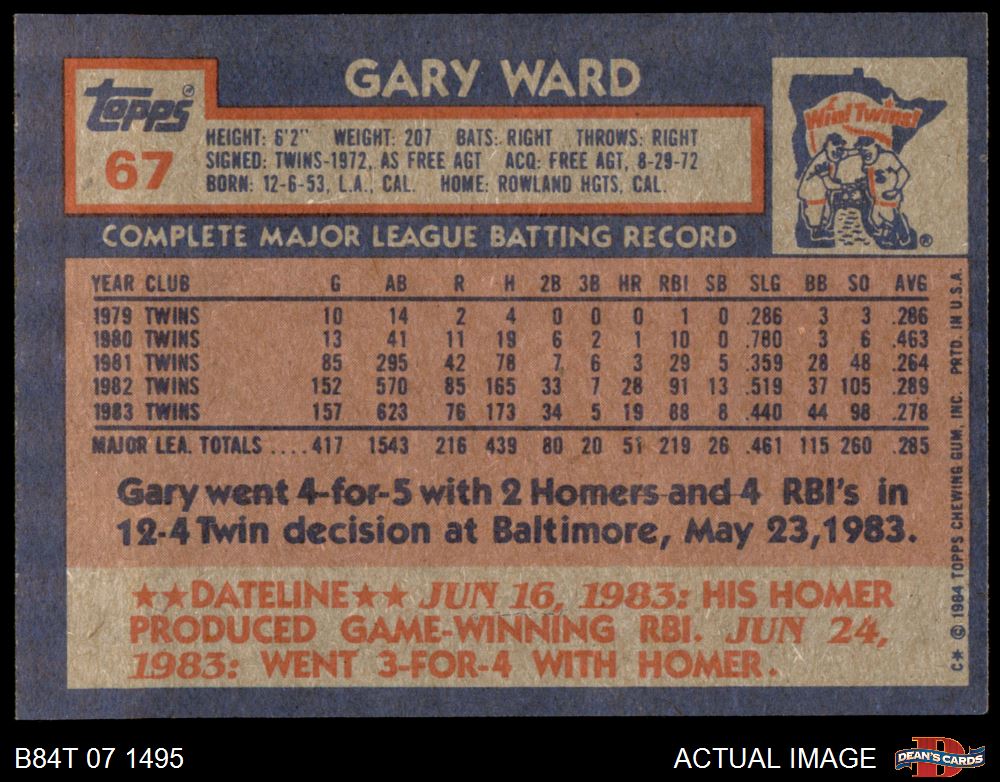 GARY WARD
Topps
67
HEIGHT: 6'2" WEIGHT: 207 BATS: RIGHT THROWS: RIGHT
SIGNED: TWINS-1972, AS FREE AGT ACQ: FREE AGT, 8-29-72
BORN: 12-6-53, L.A., CAL. HOME: ROWLAND HGTS, CAL.
Win! Twins!
®
COMPLETE MAJOR LEAGUE BATTING RECORD
YEAR CLUB G AB R H 2B 3B HR RBI SB SLG BB SO AVG
1979 TWINS 10 14 2 4 0 0 0 1 0 .286 3 3 .286
1980 TWINS 13 41 11 19 6 2 1 10 0 .780 3 6 .463
1981 TWINS 85 295 42 78 7 6 3 29 5 .359 28 48 .264
1982 TWINS 152 570 85 165 33 7 28 91 13 .519 37 105 .289
1983 TWINS 157 623 76 173 34 5 19 88 8 .440 44 98 .278
MAJOR LEA. TOTALS ....417 1543 216 439 80 20 51 219 26 .461 115 260 .285
Gary went 4-for-5 with 2 Homers and 4 RBI's in
12-4 Twin decision at Baltimore, May 23,1983.
★★DATELINE★★ JUN 16, 1983: HIS HOMER
PRODUCED GAME-WINNING RBI. JUN 24,
1983: WENT 3-FOR-4 WITH HOMER.
C* © 1984 TOPPS CHEWING GUM, INC. PRTD. IN U.S.A.
B84T 07 1495
ACTUAL IMAGE
DEAN'S CARDS